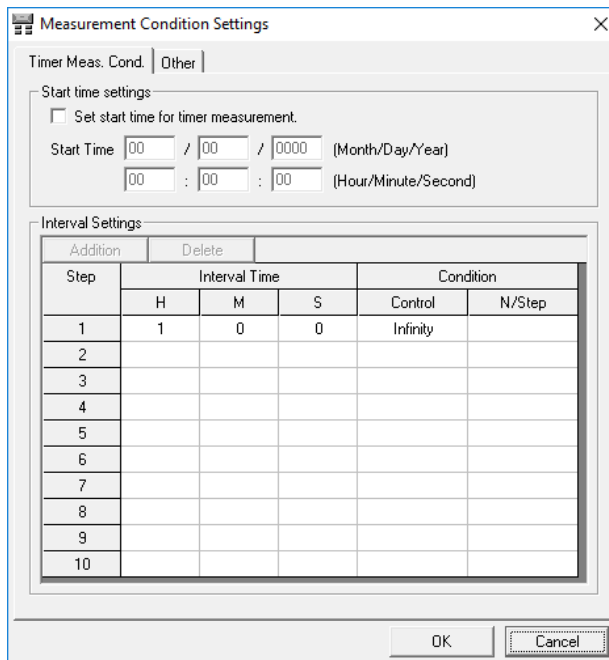 Measurement Condition Settings
Timer Meas. Cond. Other
Start time settings
Set start time for timer measurement.
Start Time 00 / 00 / 0000 (Month/Day/Year)
00 : 00 : 00 (Hour/Minute/Second)
Interval Settings
Addition Delete
Step Interval Time Condition
H M S Control N/Step
1 1 0 0 Infinity
2
3
4
5
6
7
8
9
10
OK Cancel